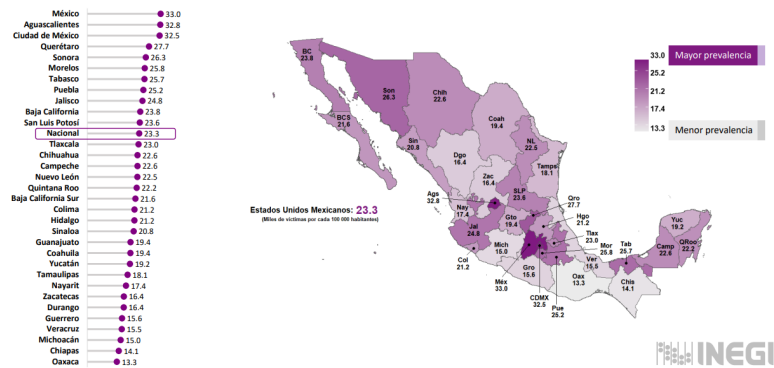 México 33.0
Aguascalientes 32.8
Ciudad de México 32.5
Querétaro 27.7
Sonora 26.3
Morelos 25.8
Tabasco 25.7
Puebla 25.2
Jalisco 24.8
Baja California 23.8
San Luis Potosí 23.6
Nacional 23.3
Tlaxcala 23.0
Chihuahua 22.6
Campeche 22.6
Nuevo León 22.5
Quintana Roo 22.2
Baja California Sur 21.6
Colima 21.2
Hidalgo 21.2
Sinaloa 20.8
Guanajuato 19.4
Coahuila 19.4
Yucatán 19.2
Tamaulipas 18.1
Nayarit 17.4
Zacatecas 16.4
Durango 16.4
Guerrero 15.6
Veracruz 15.5
Michoacán 15.0
Chiapas 14.1
Oaxaca 13.3
BC
23.8
Son
26.3
Chih
22.6
BCS
21.6
Coah
19.4
Sin
20.8
Dgo
16.4
NL
22.5
Zac
16.4
Tamps
18.1
SLP
23.6
Ags
32.8
Estados Unidos Mexicanos: 23.3
(Miles de víctimas por cada 100 000 habitantes)
Nay
17.4
Jal
24.8
Gto
19.4
Col
21.2
Mich
15.0
Méx
33.0
Gro
15.6
CDMX
32.5
Pue
25.2
Qro
27.7
Hgo
21.2
Tlax
23.0
Mor
25.8
Ver
15.5
Oax
13.3
Tab
25.7
Chis
14.1
Camp
22.6
Yuc
19.2
QRoo
22.2
33.0
25.2
21.6
17.4
13.3
Mayor prevalencia
Menor prevalencia
INEGI